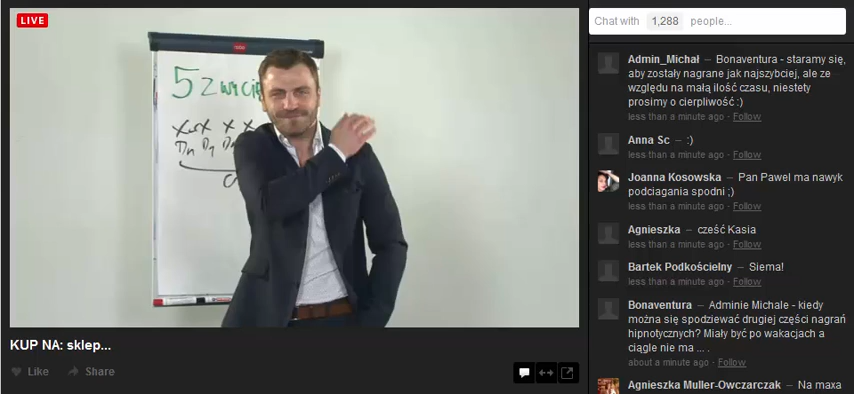 LIVE
5 zwycię
KUP NA: sklep...
Like
Share
Chat with 1,288 people...
Admin_Michał – Bonaventura - staramy się,
aby zostały nagrane jak najszybciej, ale ze
względu na małą ilość czasu, niestety
prosimy o cierpliwość :)
less than a minute ago · Follow
Anna Sc – :)
less than a minute ago · Follow
Joanna Kosowska – Pan Pawel ma nawyk
podciagania spodni ;)
less than a minute ago · Follow
Agnieszka – cześć Kasia
less than a minute ago · Follow
Bartek Podkościelny – Siema!
less than a minute ago · Follow
Bonaventura – Adminie Michale - kiedy
można się spodziewać drugiej części nagrań
hipnotycznych? Miały być po wakacjach a
ciągle nie ma ... .
about a minute ago · Follow
Agnieszka Muller-Owczarczak – Na maxa